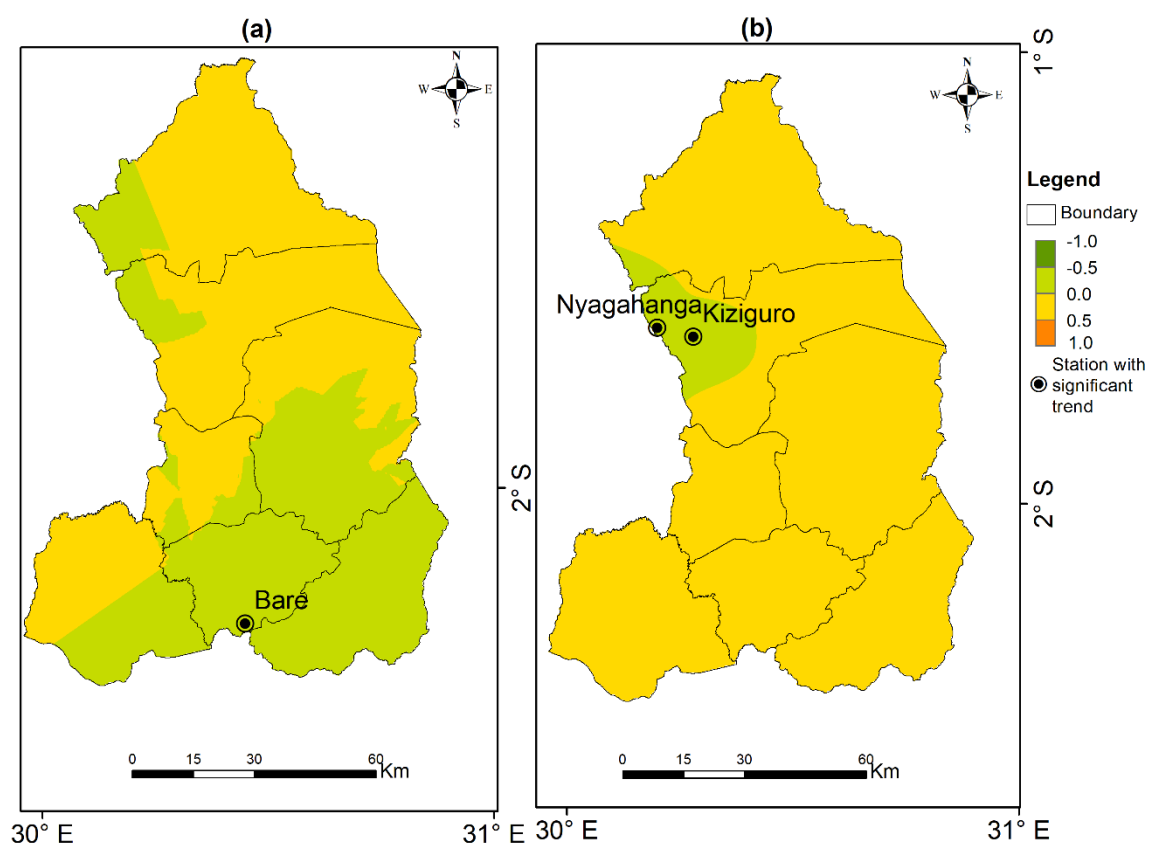 (a)
N
W E
S
Bare
0 15 30 60
Km
30° E
31° E
2° S
(b)
N
W E
S
Nyagahanga
Kiziguro
0 15 30 60
Km
30° E
31° E
1° S
2° S
Legend
Boundary
-1.0
-0.5
0.0
0.5
1.0
Station with
significant
trend